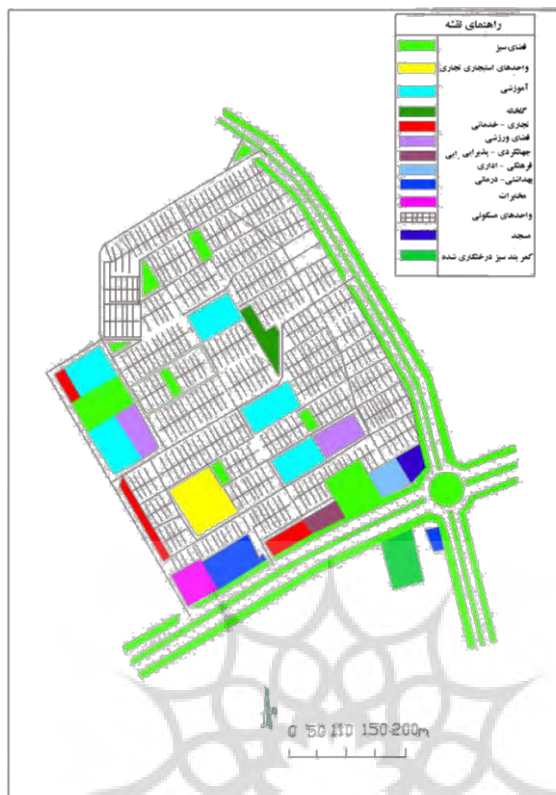 راهنمای نقشه
فضای سبز
واحدهای استیجاری تجاری
آموزشی
گلخانه
تجاری - خدماتی
فضای ورزشی
جهانگردی - پذیرایی
فرهنگی - اداری
بهداشتی - درمانی
مخابرات
واحدهای مسکونی
مسجد
کمربند سبز درختکاری شده
0 50 100 150 200m